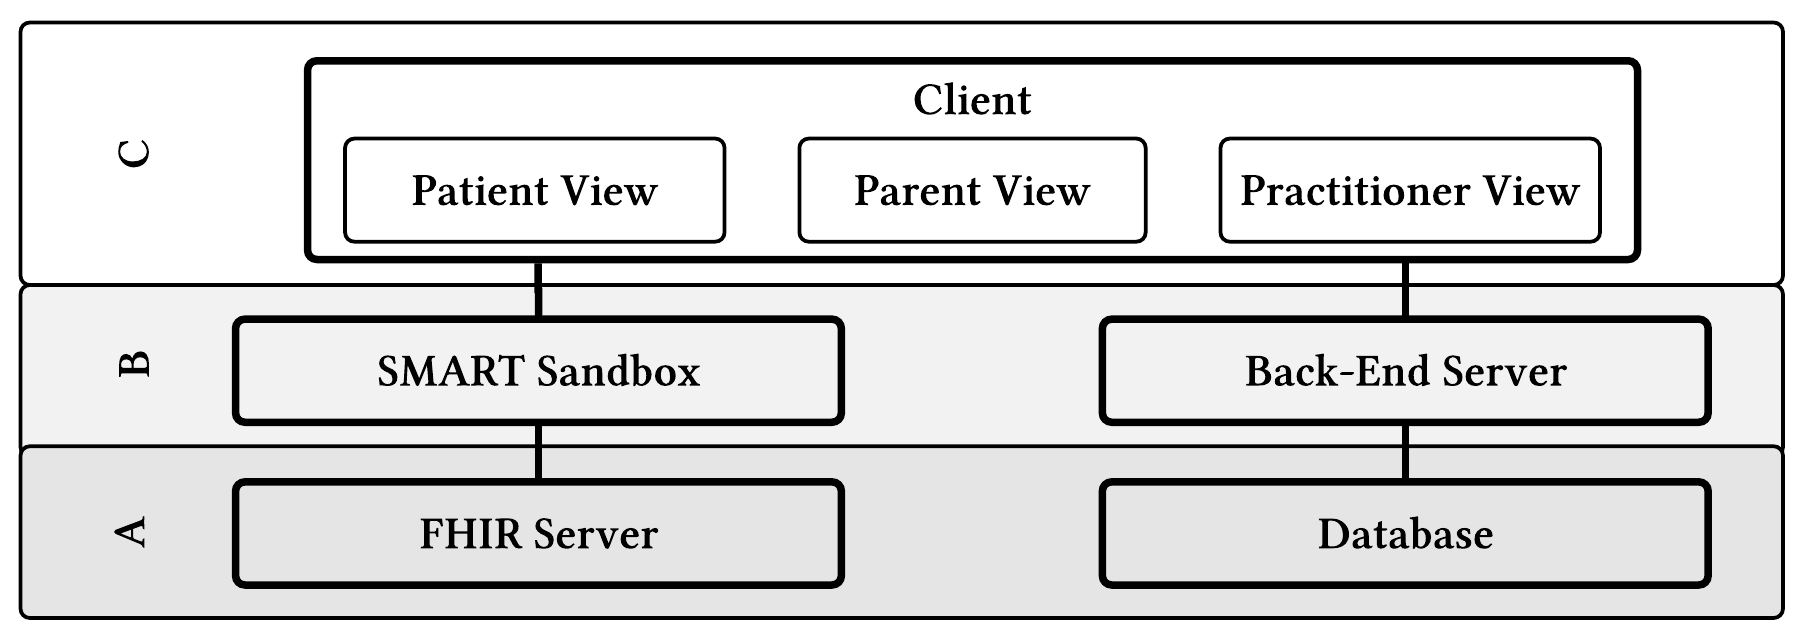 C
Client
Patient View
Parent View
Practitioner View
B
SMART Sandbox
Back-End Server
A
FHIR Server
Database